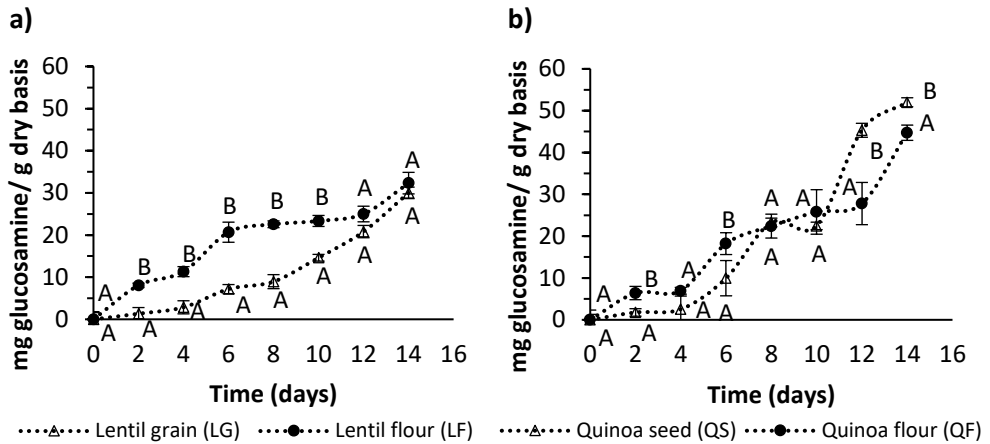 a)
mg glucosamine/ g dry basis
60
50
40
30
20
10
0
A
B
B
B
B
B
A
A
A
A
A
A
A
A
A
A
0 2 4 6 8 10 12 14 16
Time (days)
b)
mg glucosamine/ g dry basis
60
50
40
30
20
10
0
A
B
A
B
A
A
A
B
B
A
A
A
A
A
A
A
0 2 4 6 8 10 12 14 16
Time (days)
Lentil grain (LG) Lentil flour (LF) Quinoa seed (QS) Quinoa flour (QF)